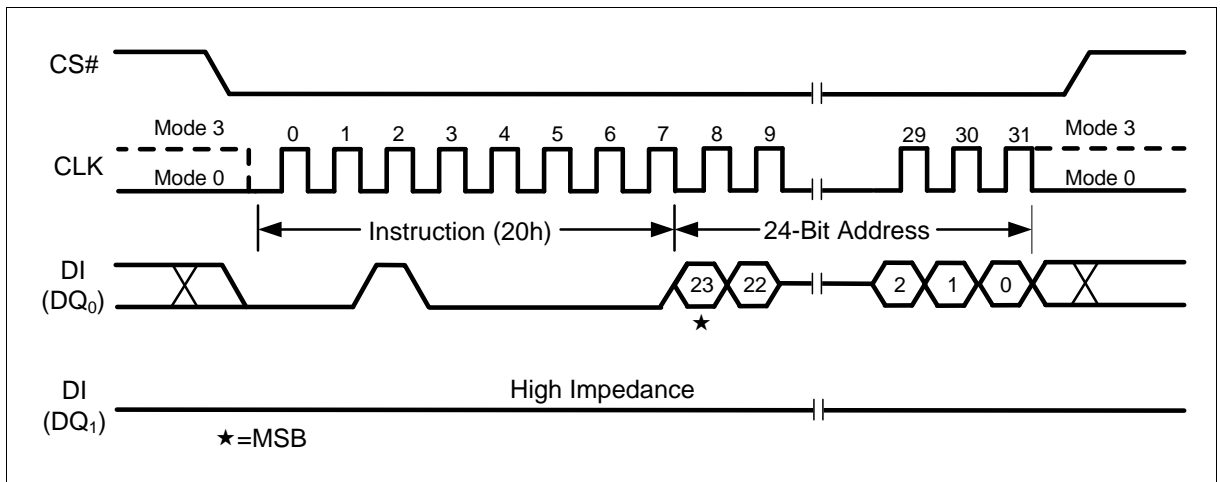 CS#
Mode 3 0 1 2 3 4 5 6 7 8 9 29 30 31 Mode 3
CLK
Mode 0 Mode 0
Instruction (20h) 24-Bit Address
DI
(DQ₀)
23 22 2 1 0
★
DI
(DQ₁)
High Impedance
★=MSB